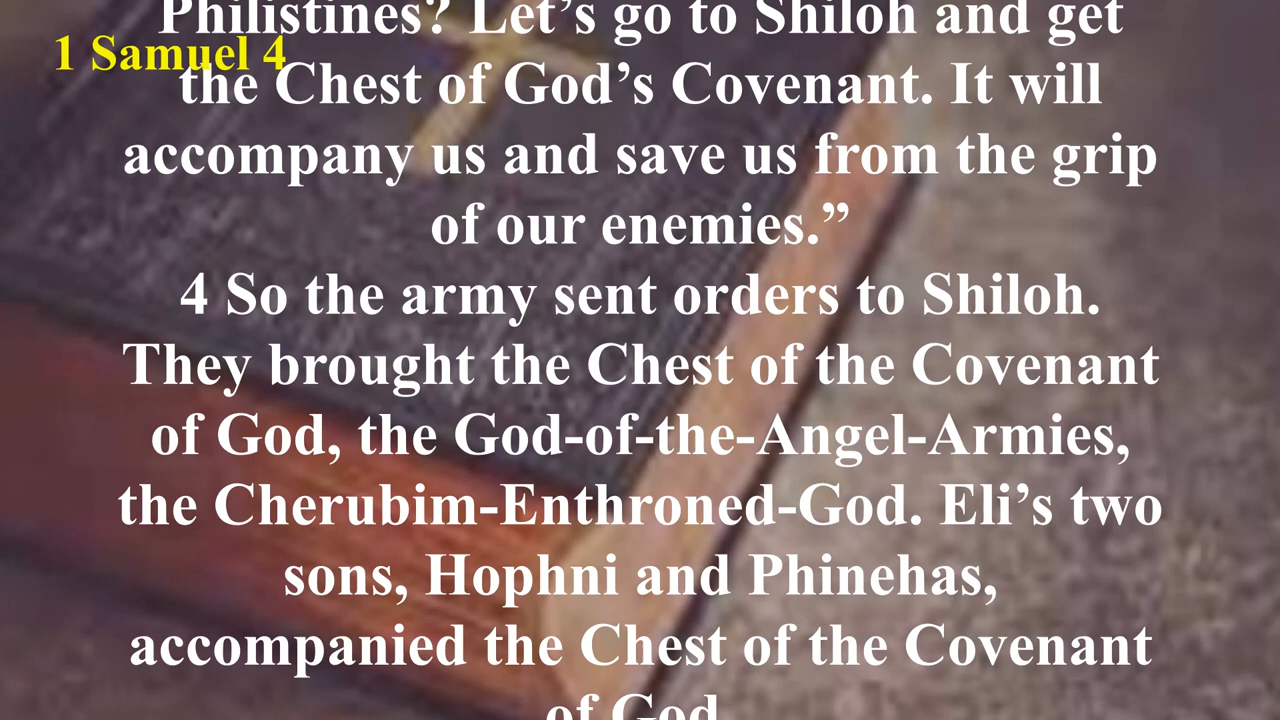 Philistines? Let’s go to Shiloh and get
1 Samuel 4
the Chest of God’s Covenant. It will
accompany us and save us from the grip
of our enemies.”
4 So the army sent orders to Shiloh.
They brought the Chest of the Covenant
of God, the God-of-the-Angel-Armies,
the Cherubim-Enthroned-God. Eli’s two
sons, Hophni and Phinehas,
accompanied the Chest of the Covenant
of God